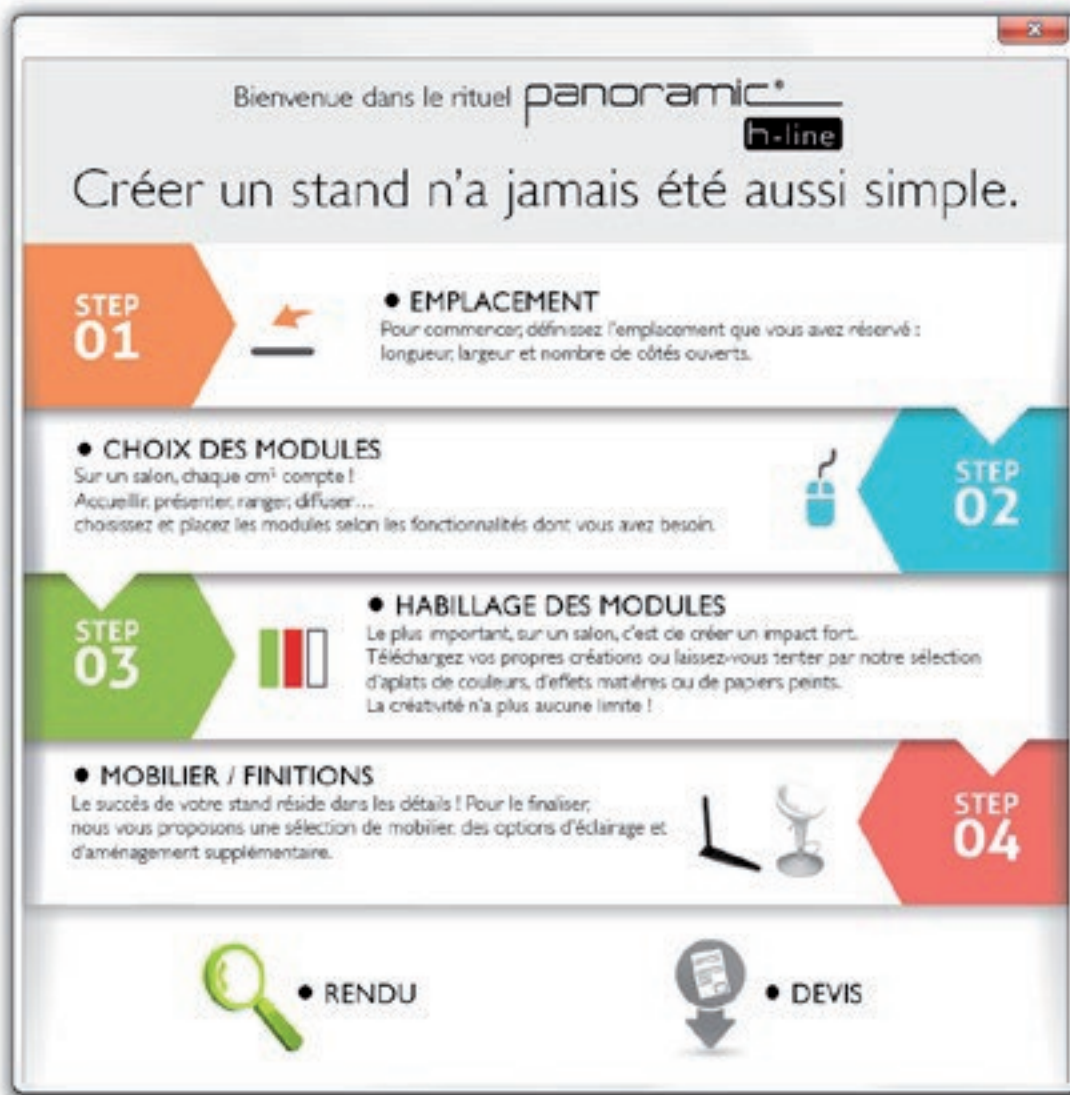 Bienvenue dans le rituel panoramic®
h-line
Créer un stand n'a jamais été aussi simple.
STEP
01
• EMPLACEMENT
Pour commencer, définissez l'emplacement que vous avez réservé :
longueur, largeur et nombre de côtés ouverts.
• CHOIX DES MODULES
Sur un salon, chaque cm² compte !
Accueillir, présenter, ranger, diffuser...
choisissez et placez les modules selon les fonctionnalités dont vous avez besoin.
STEP
02
STEP
03
• HABILLAGE DES MODULES
Le plus important, sur un salon, c'est de créer un impact fort.
Téléchargez vos propres créations ou laissez-vous tenter par notre sélection
d'aplats de couleurs, d'effets matières ou de papiers peints.
La créativité n'a plus aucune limite !
• MOBILIER / FINITIONS
Le succès de votre stand réside dans les détails ! Pour le finaliser,
nous vous proposons une sélection de mobilier, des options d'éclairage et
d'aménagement supplémentaire.
STEP
04
• RENDU
• DEVIS